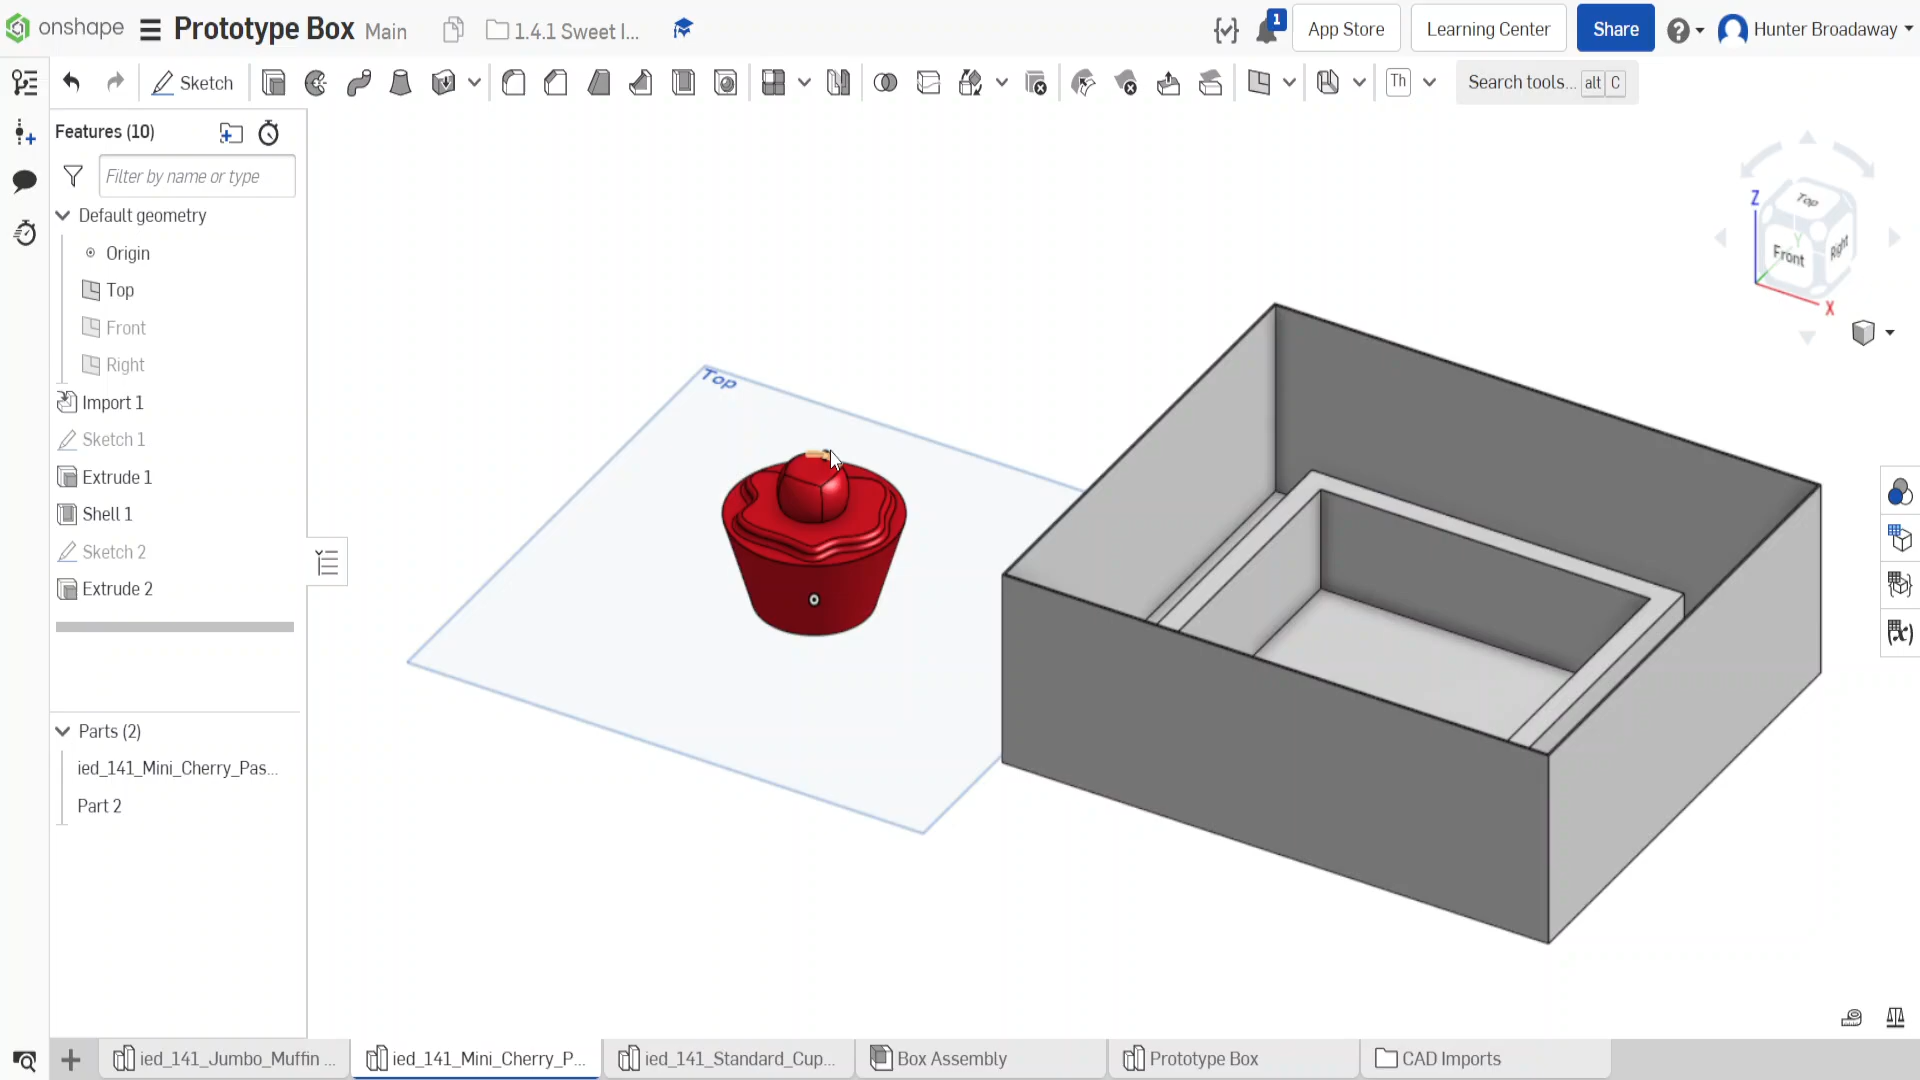 onshape Prototype Box Main 1.4.1 Sweet I... 1 App Store Learning Center Share Hunter Broadaway
Sketch Th Search tools... alt C
Features (10)
Filter by name or type
Default geometry
Origin
Top
Front
Right
Import 1
Sketch 1
Extrude 1
Shell 1
Sketch 2
Extrude 2
Parts (2)
ied_141_Mini_Cherry_Pas...
Part 2
Top
Z
Top
Y
Front
Right
X
(x)
ied_141_Jumbo_Muffin ... ied_141_Mini_Cherry_P... ied_141_Standard_Cup... Box Assembly Prototype Box CAD Imports